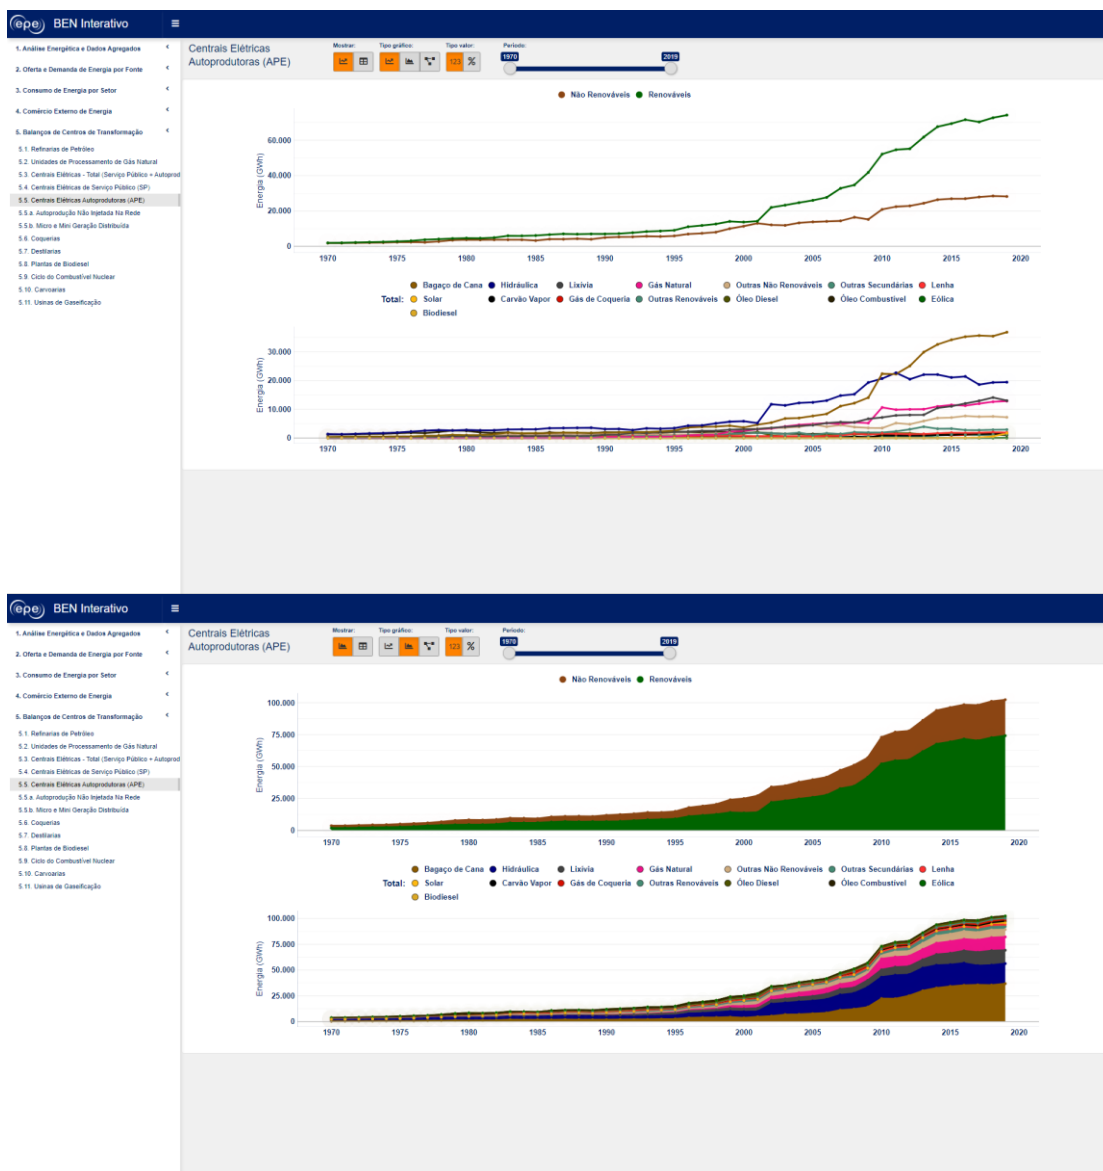 epe BEN Interativo
1. Análise Energética e Dados Agregados
2. Oferta e Demanda de Energia por Fonte
3. Consumo de Energia por Setor
4. Comércio Externo de Energia
5. Balanços de Centros de Transformação
5.1. Refinarias de Petróleo
5.2. Unidades de Processamento de Gás Natural
5.3. Centrais Elétricas - Total (Serviço Público + Autoprod
5.4. Centrais Elétricas de Serviço Público (SP)
5.5. Centrais Elétricas Autoprodutoras (APE)
5.5.a. Autoprodução Não Injetada Na Rede
5.5.b. Micro e Mini Geração Distribuída
5.6. Coquerias
5.7. Destilarias
5.8. Plantas de Biodiesel
5.9. Ciclo do Combustível Nuclear
5.10. Carvoarias
5.11. Usinas de Gaseificação
Centrais Elétricas
Autoprodutoras (APE)
Mostrar: Tipo gráfico: Tipo valor: Período:
123 % 1970 2019
Não Renováveis Renováveis
Energia (GWh)
60.000
40.000
20.000
0
1970 1975 1980 1985 1990 1995 2000 2005 2010 2015 2020
Bagaço de Cana Hidráulica Lixívia Gás Natural Outras Não Renováveis Outras Secundárias Lenha
Total: Solar Carvão Vapor Gás de Coqueria Outras Renováveis Óleo Diesel Óleo Combustível Eólica
Biodiesel
Energia (GWh)
30.000
20.000
10.000
0
1970 1975 1980 1985 1990 1995 2000 2005 2010 2015 2020
epe BEN Interativo
1. Análise Energética e Dados Agregados
2. Oferta e Demanda de Energia por Fonte
3. Consumo de Energia por Setor
4. Comércio Externo de Energia
5. Balanços de Centros de Transformação
5.1. Refinarias de Petróleo
5.2. Unidades de Processamento de Gás Natural
5.3. Centrais Elétricas - Total (Serviço Público + Autoprod
5.4. Centrais Elétricas de Serviço Público (SP)
5.5. Centrais Elétricas Autoprodutoras (APE)
5.5.a. Autoprodução Não Injetada Na Rede
5.5.b. Micro e Mini Geração Distribuída
5.6. Coquerias
5.7. Destilarias
5.8. Plantas de Biodiesel
5.9. Ciclo do Combustível Nuclear
5.10. Carvoarias
5.11. Usinas de Gaseificação
Centrais Elétricas
Autoprodutoras (APE)
Mostrar: Tipo gráfico: Tipo valor: Período:
123 % 1970 2019
Não Renováveis Renováveis
Energia (GWh)
100.000
75.000
50.000
25.000
0
1970 1975 1980 1985 1990 1995 2000 2005 2010 2015 2020
Bagaço de Cana Hidráulica Lixívia Gás Natural Outras Não Renováveis Outras Secundárias Lenha
Total: Solar Carvão Vapor Gás de Coqueria Outras Renováveis Óleo Diesel Óleo Combustível Eólica
Biodiesel
Energia (GWh)
100.000
75.000
50.000
25.000
0
1970 1975 1980 1985 1990 1995 2000 2005 2010 2015 2020